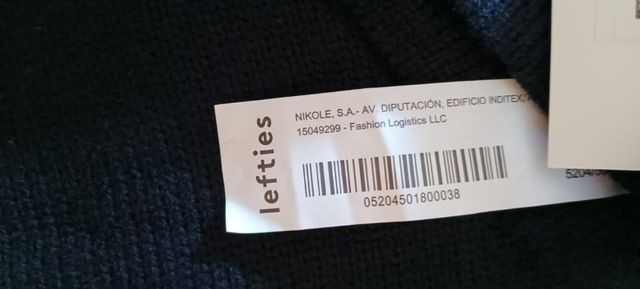 lefties
NIKOLE, S.A.- AV. DIPUTACIÓN, EDIFICIO INDITEX,
15049299 - Fashion Logistics LLC
05204501800038